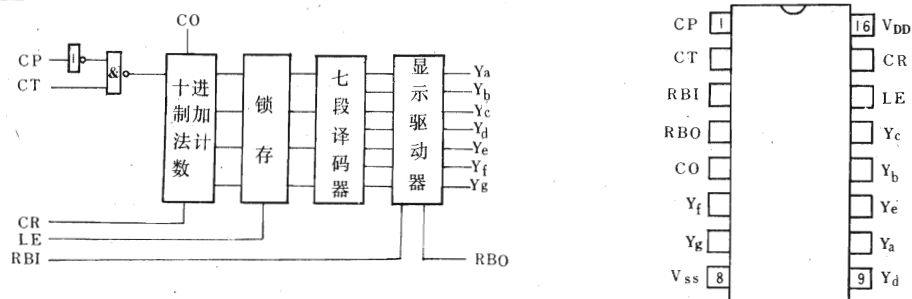 CO
CP
1
&
CT
十进制加法计数
锁存
七段译码器
显示驱动器
Ya
Yb
Yc
Yd
Ye
Yf
Yg
CR
LE
RBI
RBO
CP 1
CT
RBI
RBO
CO
Yf
Yg
Vss 8
16 VDD
CR
LE
Yc
Yb
Ye
Ya
9 Yd